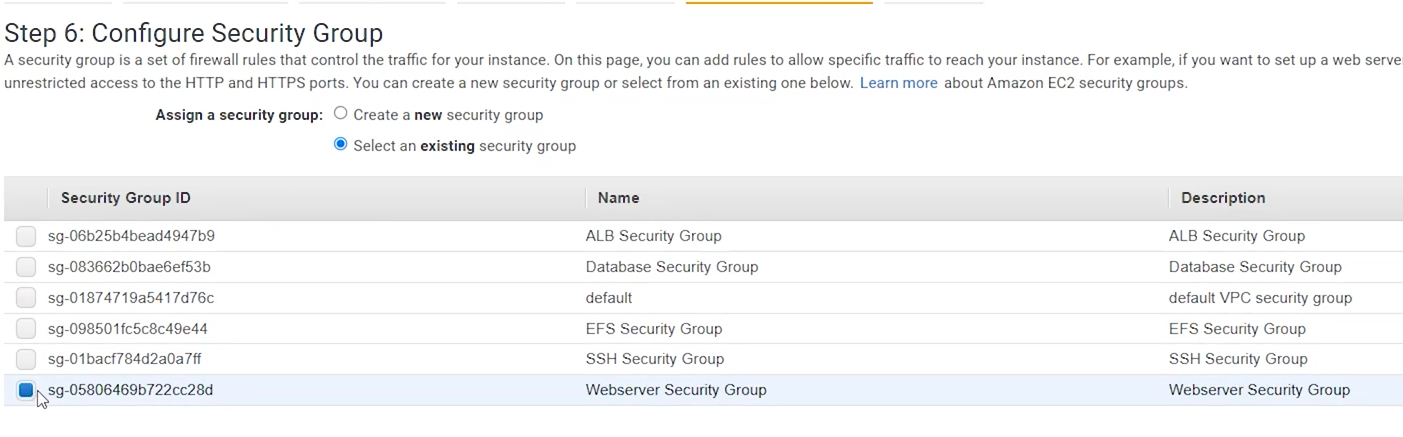 Step 6: Configure Security Group
A security group is a set of firewall rules that control the traffic for your instance. On this page, you can add rules to allow specific traffic to reach your instance. For example, if you want to set up a web server
unrestricted access to the HTTP and HTTPS ports. You can create a new security group or select from an existing one below. Learn more about Amazon EC2 security groups.
Assign a security group: Create a new security group
Select an existing security group
Security Group ID Name Description
sg-06b25b4bead4947b9 ALB Security Group ALB Security Group
sg-083662b0bae6ef53b Database Security Group Database Security Group
sg-01874719a5417d76c default default VPC security group
sg-098501fc5c8c49e44 EFS Security Group EFS Security Group
sg-01bacf784d2a0a7ff SSH Security Group SSH Security Group
sg-05806469b722cc28d Webserver Security Group Webserver Security Group